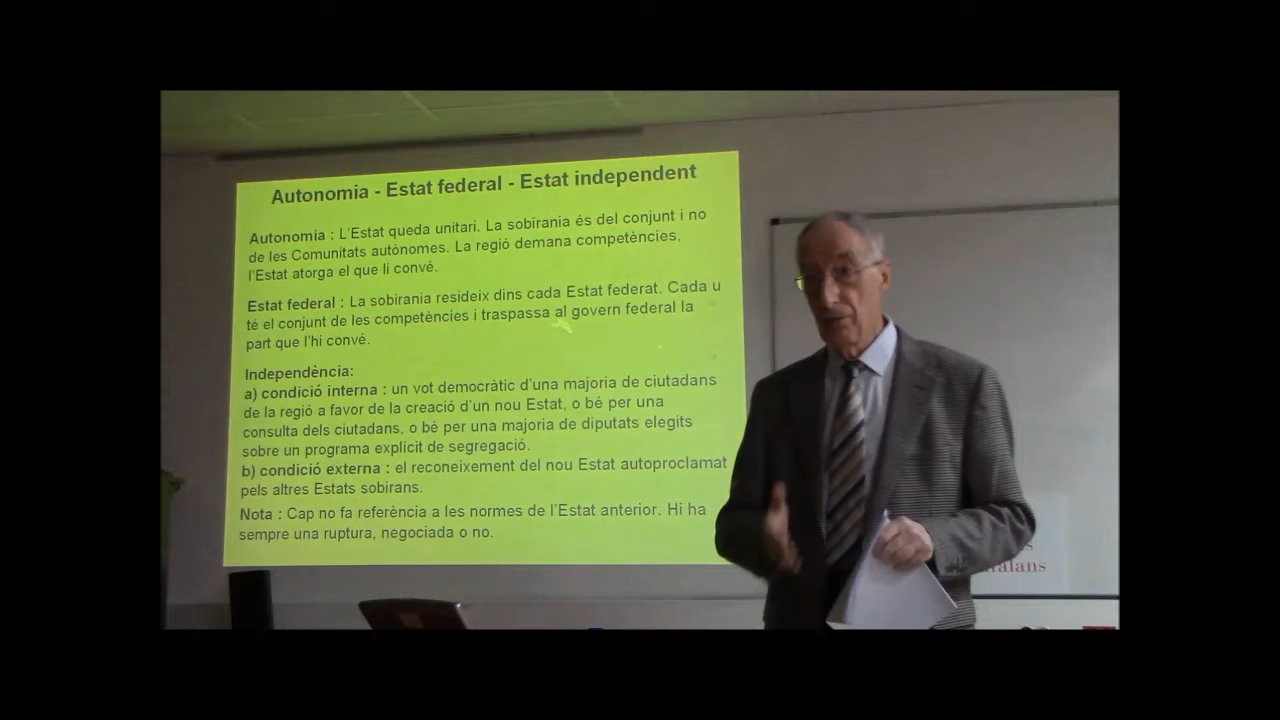 Autonomia - Estat federal - Estat independent
Autonomia : L'Estat queda unitari. La sobirania és del conjunt i no
de les Comunitats autònomes. La regió demana competències,
l'Estat atorga el que li convé.
Estat federal : La sobirania resideix dins cada Estat federat. Cada u
té el conjunt de les competències i traspassa al govern federal la
part que l'hi convé.
Independència:
a) condició interna : un vot democràtic d'una majoria de ciutadans
de la regió a favor de la creació d'un nou Estat, o bé per una
consulta dels ciutadans, o bé per una majoria de diputats elegits
sobre un programa explícit de segregació.
b) condició externa : el reconeixement del nou Estat autoproclamat
pels altres Estats sobirans.
Nota : Cap no fa referència a les normes de l'Estat anterior. Hi ha
sempre una ruptura, negociada o no.